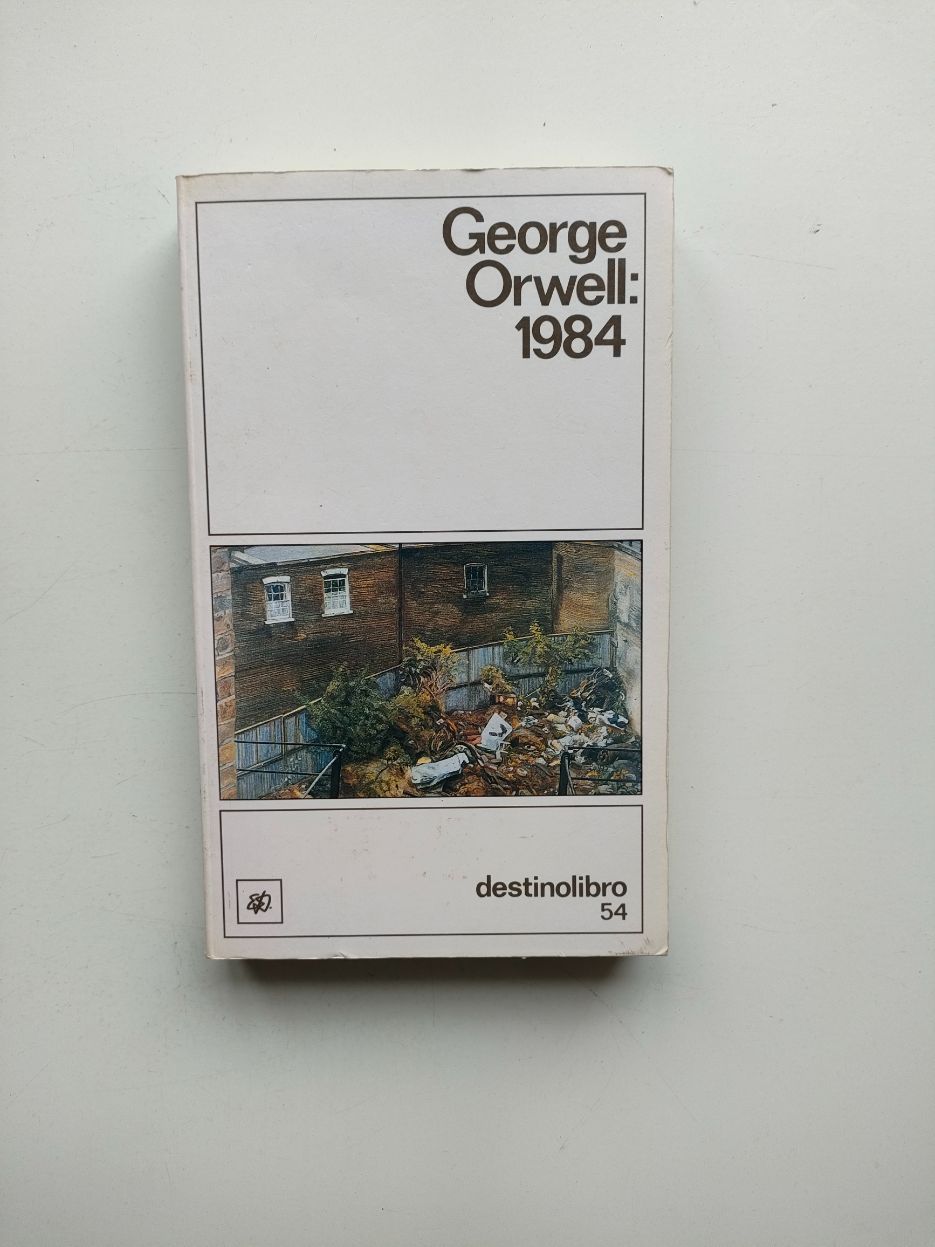 George
Orwell:
1984
destinolibro
54